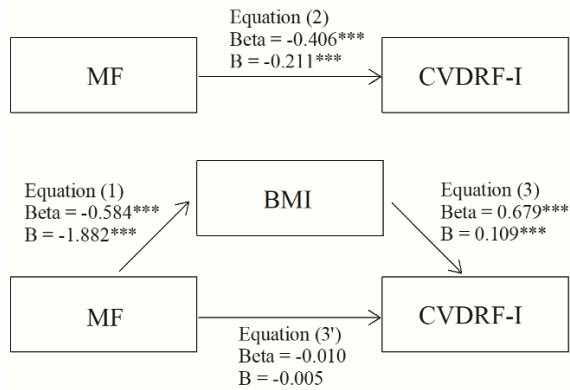 Equation (2)
Beta = -0.406***
B = -0.211***
MF
CVDRF-I
Equation (1)
Beta = -0.584***
B = -1.882***
BMI
Equation (3)
Beta = 0.679***
B = 0.109***
MF
CVDRF-I
Equation (3')
Beta = -0.010
B = -0.005